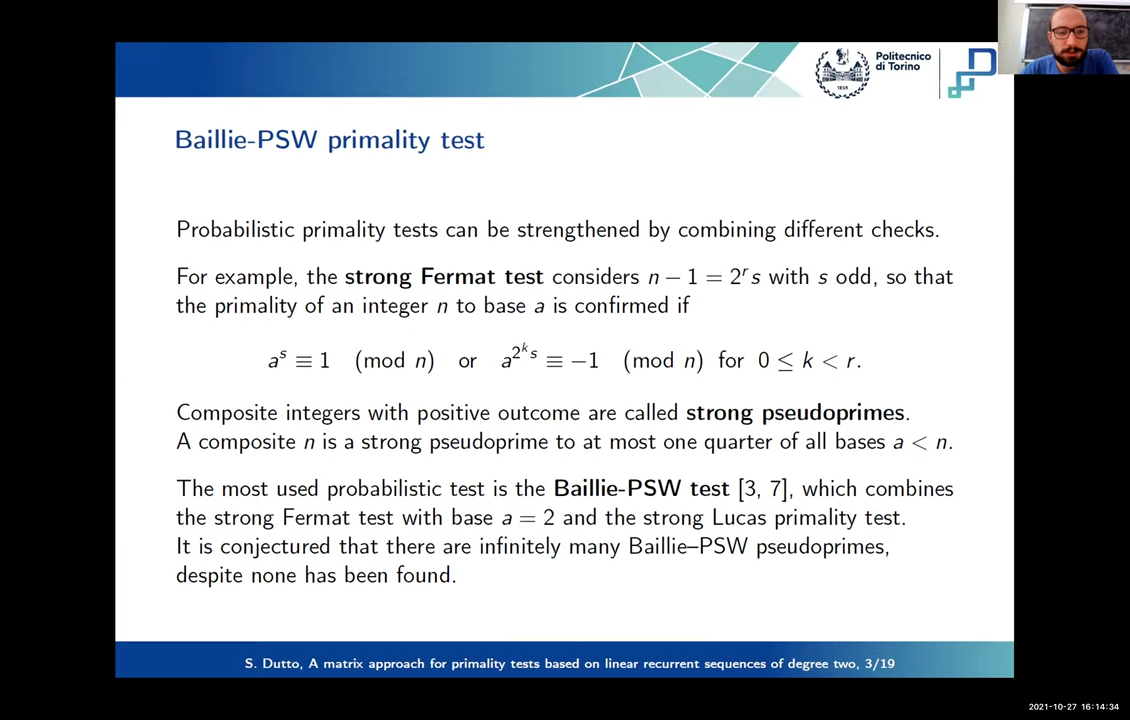 Politecnico
di Torino
1859
Baillie-PSW primality test
Probabilistic primality tests can be strengthened by combining different checks.
For example, the strong Fermat test considers n − 1 = 2^r s with s odd, so that
the primality of an integer n to base a is confirmed if
a^s ≡ 1 (mod n) or a^{2^k s} ≡ −1 (mod n) for 0 ≤ k < r.
Composite integers with positive outcome are called strong pseudoprimes.
A composite n is a strong pseudoprime to at most one quarter of all bases a < n.
The most used probabilistic test is the Baillie-PSW test [3, 7], which combines
the strong Fermat test with base a = 2 and the strong Lucas primality test.
It is conjectured that there are infinitely many Baillie–PSW pseudoprimes,
despite none has been found.
S. Dutto, A matrix approach for primality tests based on linear recurrent sequences of degree two, 3/19
2021-10-27 16:14:34